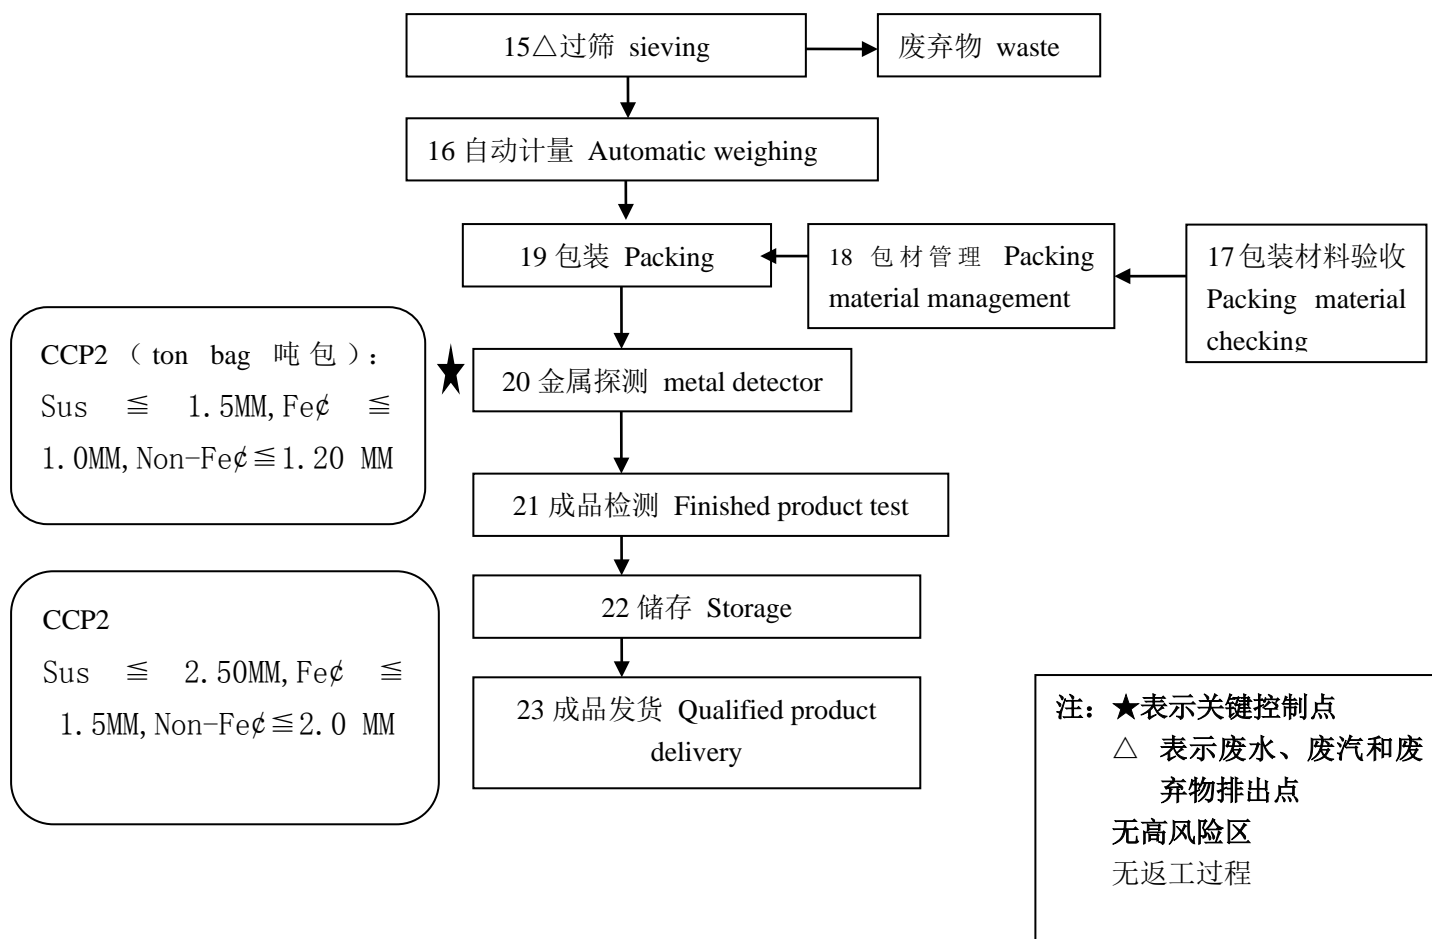 15△过筛 sieving
废弃物 waste
16 自动计量 Automatic weighing
19 包装 Packing
18 包材管理 Packing
material management
17包装材料验收
Packing material
checking
CCP2（ton bag 吨包）：
Sus ≦ 1.5MM,Fe¢ ≦
1.0MM,Non-Fe¢≦1.20 MM
★
20 金属探测 metal detector
21 成品检测 Finished product test
22 储存 Storage
CCP2
Sus ≦ 2.50MM,Fe¢ ≦
1.5MM,Non-Fe¢≦2.0 MM
23 成品发货 Qualified product
delivery
注：★表示关键控制点
△ 表示废水、废汽和废
弃物排出点
无高风险区
无返工过程